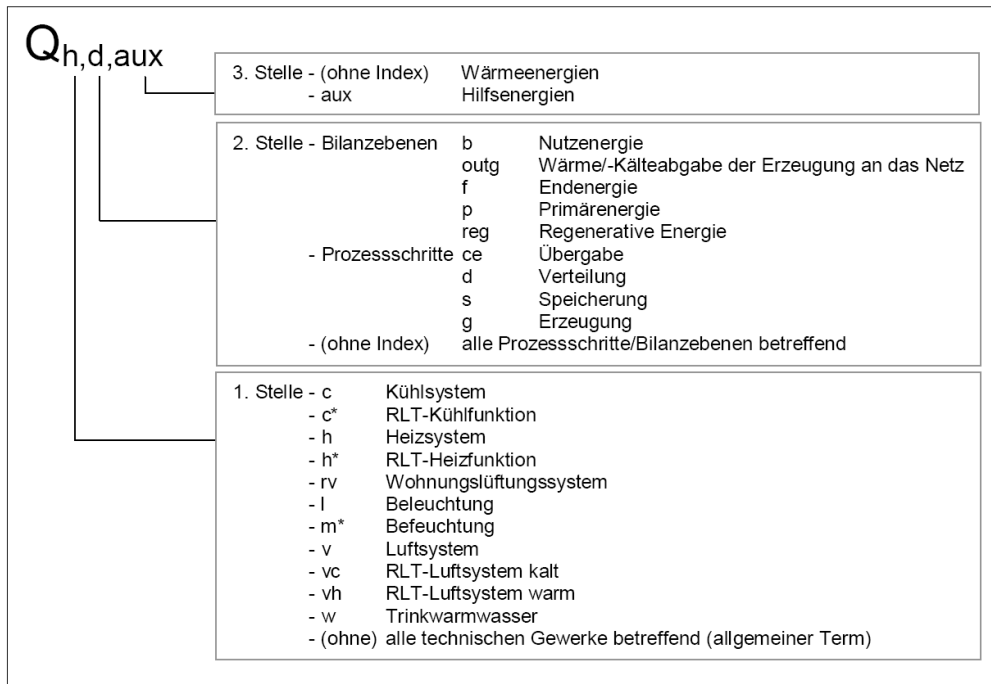 Qh,d,aux
3. Stelle - (ohne Index) Wärmeenergien
- aux Hilfsenergien
2. Stelle - Bilanzebenen b Nutzenergie
outg Wärme/-Kälteabgabe der Erzeugung an das Netz
f Endenergie
p Primärenergie
reg Regenerative Energie
- Prozessschritte ce Übergabe
d Verteilung
s Speicherung
g Erzeugung
- (ohne Index) alle Prozessschritte/Bilanzebenen betreffend
1. Stelle - c Kühlsystem
- c* RLT-Kühlfunktion
- h Heizsystem
- h* RLT-Heizfunktion
- rv Wohnungslüftungssystem
- l Beleuchtung
- m* Befeuchtung
- v Luftsystem
- vc RLT-Luftsystem kalt
- vh RLT-Luftsystem warm
- w Trinkwarmwasser
- (ohne) alle technischen Gewerke betreffend (allgemeiner Term)